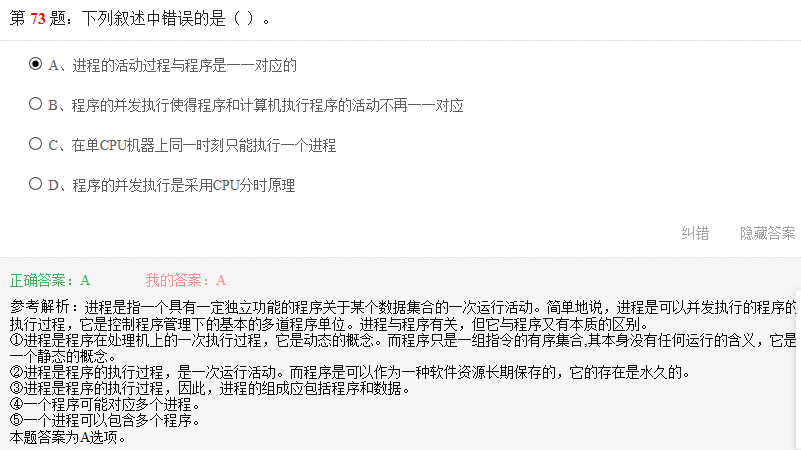 第 73 题：下列叙述中错误的是（ ）。
A、进程的活动过程与程序是一一对应的
B、程序的并发执行使得程序和计算机执行程序的活动不再一一对应
C、在单CPU机器上同一时刻只能执行一个进程
D、程序的并发执行是采用CPU分时原理
纠错 隐藏答案
正确答案：A 我的答案：A
参考解析：进程是指一个具有一定独立功能的程序关于某个数据集合的一次运行活动。简单地说，进程是可以并发执行的程序的
执行过程，它是控制程序管理下的基本的多道程序单位。进程与程序有关，但它与程序又有本质的区别。
①进程是程序在处理机上的一次执行过程，它是动态的概念。而程序只是一组指令的有序集合,其本身没有任何运行的含义，它是
一个静态的概念。
②进程是程序的执行过程，是一次运行活动。而程序是可以作为一种软件资源长期保存的，它的存在是永久的。
③进程是程序的执行过程，因此，进程的组成应包括程序和数据。
④一个程序可能对应多个进程。
⑤一个进程可以包含多个程序。
本题答案为A选项。